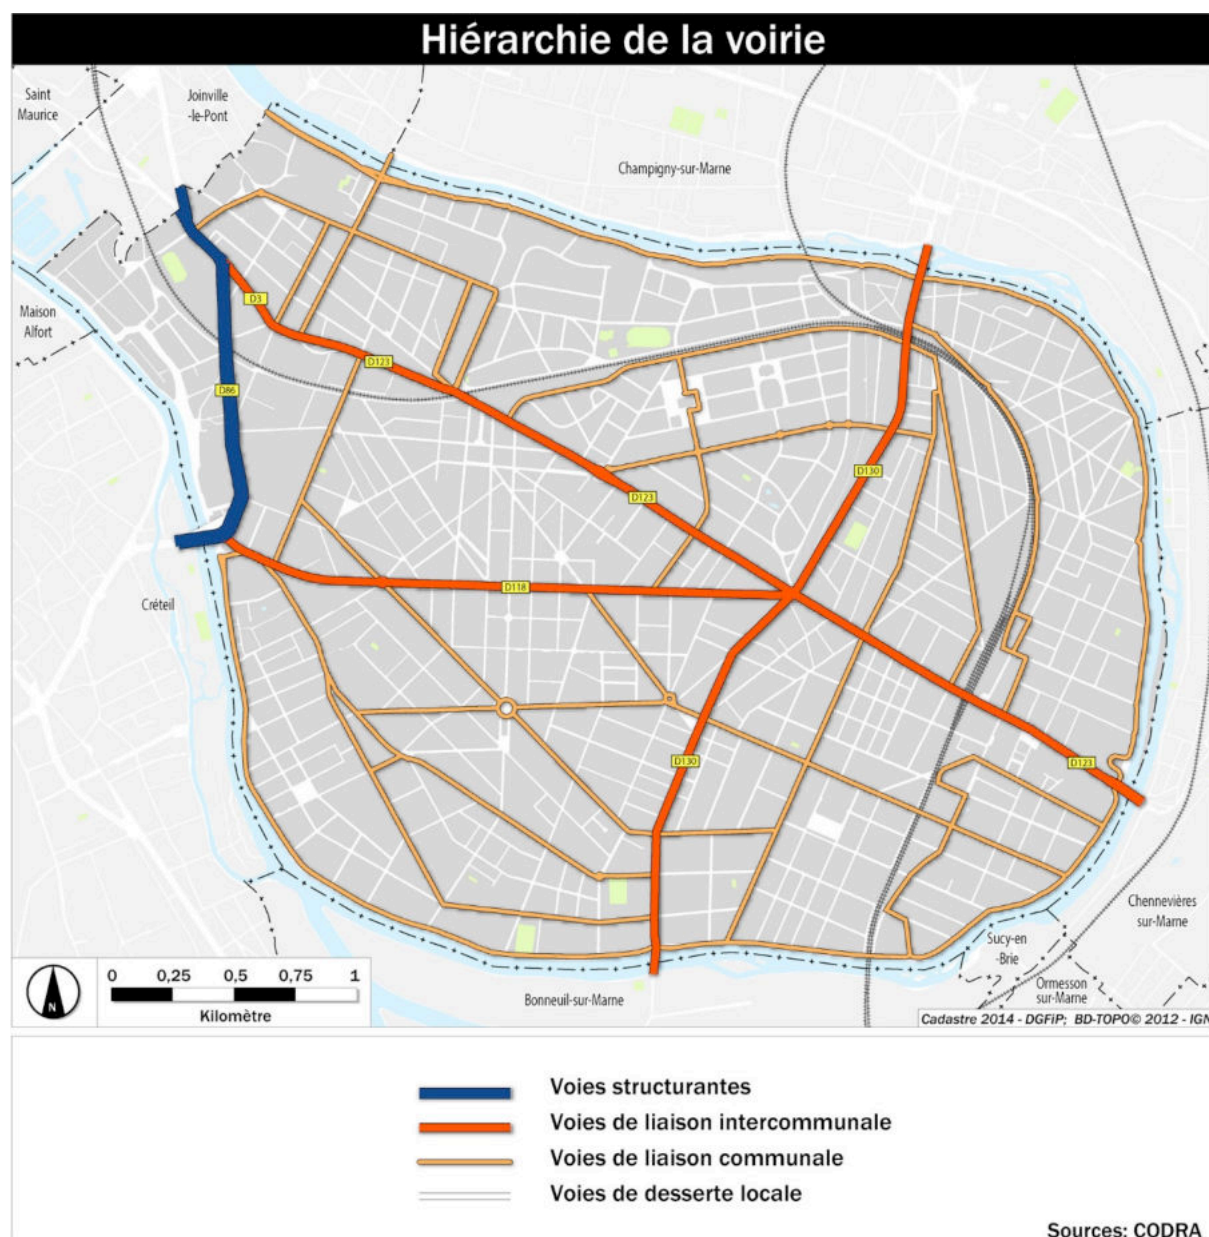 Hiérarchie de la voirie
Saint
Maurice
Joinville
-le-Pont
Champigny-sur-Marne
Maison
Alfort
D3
D123
D86
D123
D130
D118
Créteil
D130
D123
Chennevières
sur-Marne
Sucy-en
-Brie
Ormesson
sur-Marne
Bonneuil-sur-Marne
N
0 0,25 0,5 0,75 1
Kilomètre
Cadastre 2014 - DGFiP; BD-TOPO© 2012 - IGN
Voies structurantes
Voies de liaison intercommunale
Voies de liaison communale
Voies de desserte locale
Sources: CODRA